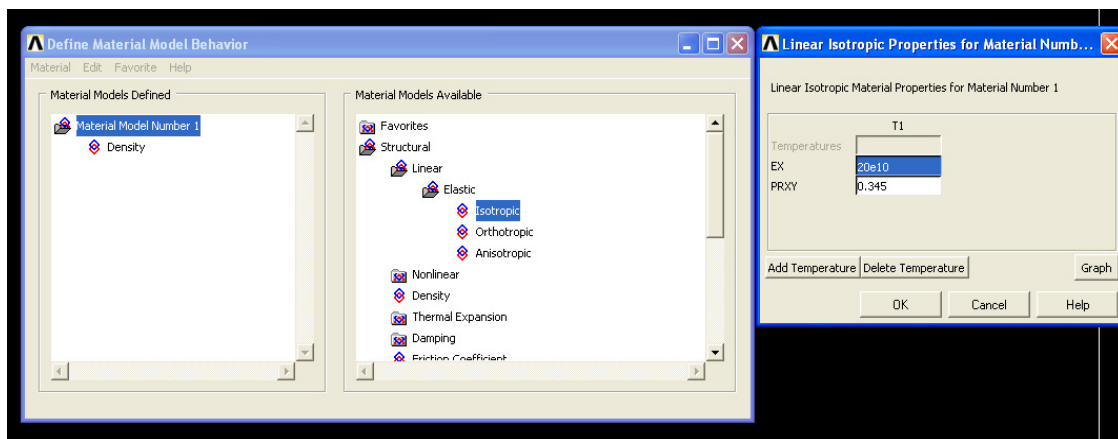 Define Material Model Behavior
Material Edit Favorite Help
Material Models Defined
Material Model Number 1
Density
Material Models Available
Favorites
Structural
Linear
Elastic
Isotropic
Orthotropic
Anisotropic
Nonlinear
Density
Thermal Expansion
Damping
Friction Coefficient
Linear Isotropic Properties for Material Numb...
Linear Isotropic Material Properties for Material Number 1
T1
Temperatures
EX 20e10
PRXY 0.345
Add Temperature Delete Temperature Graph
OK Cancel Help